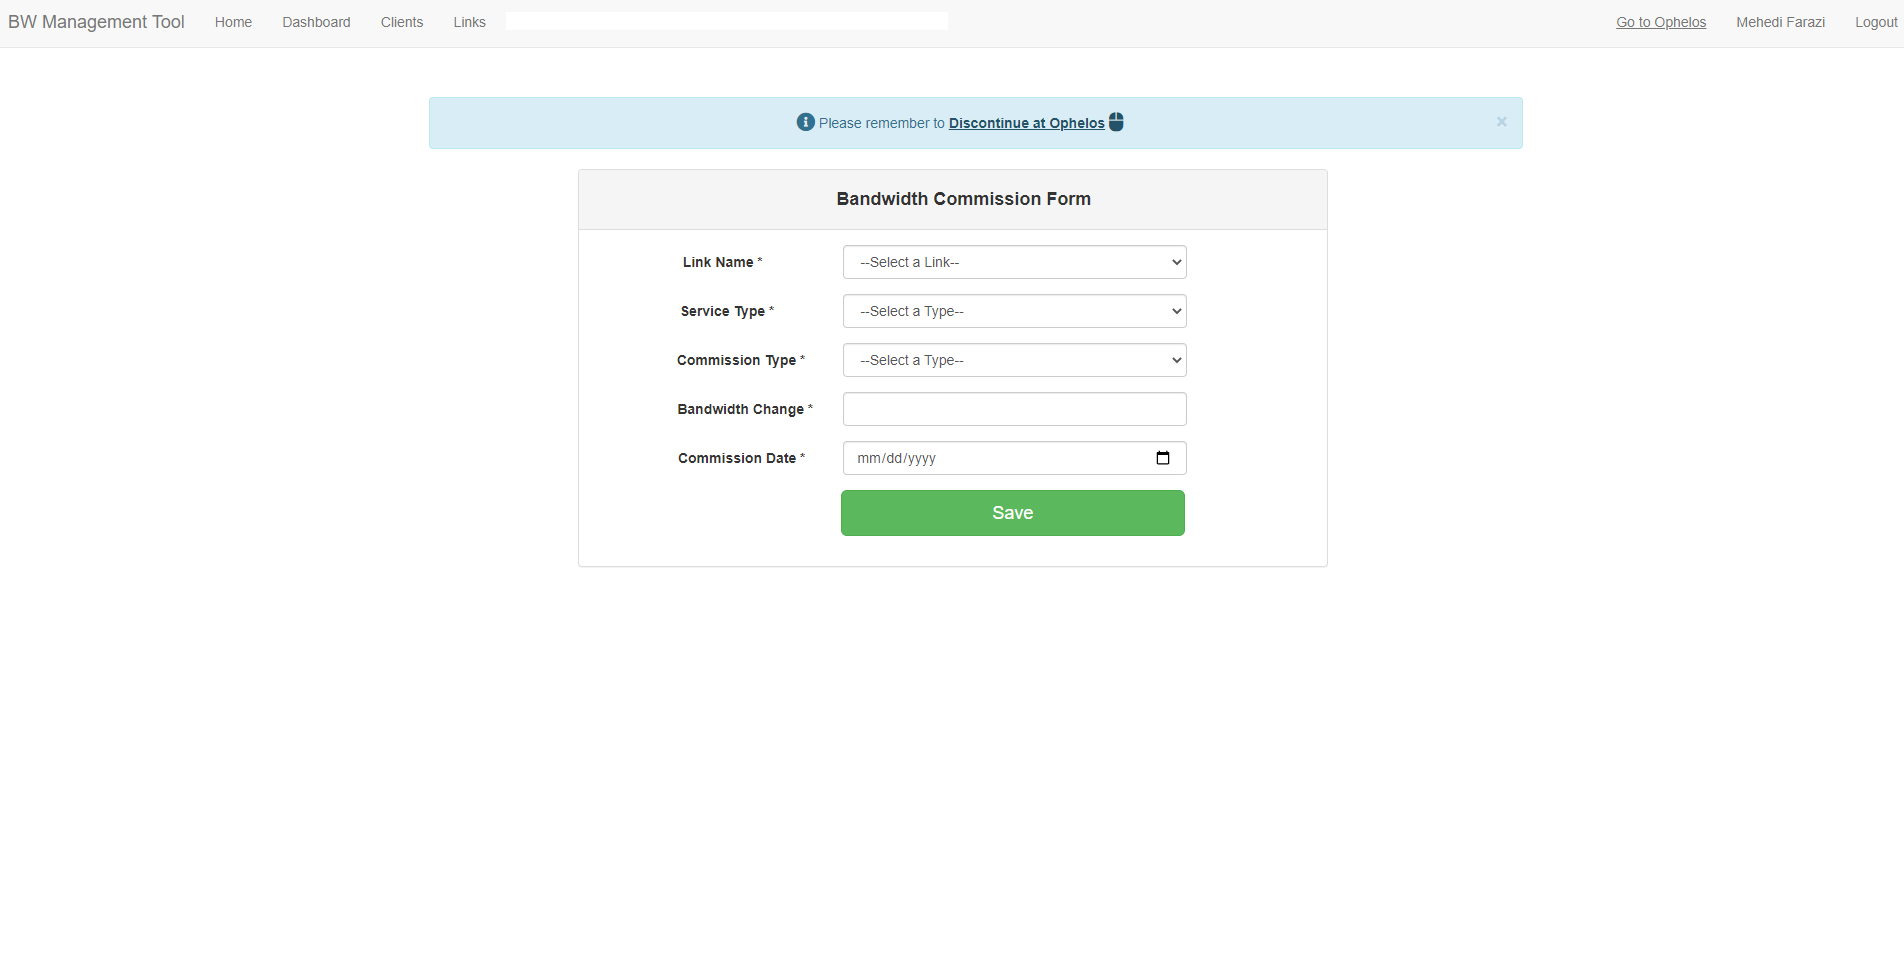 BW Management Tool Home Dashboard Clients Links Go to Ophelos Mehedi Farazi Logout
Please remember to Discontinue at Ophelos ×
Bandwidth Commission Form
Link Name * --Select a Link--
Service Type * --Select a Type--
Commission Type * --Select a Type--
Bandwidth Change *
Commission Date * mm/dd/yyyy
Save